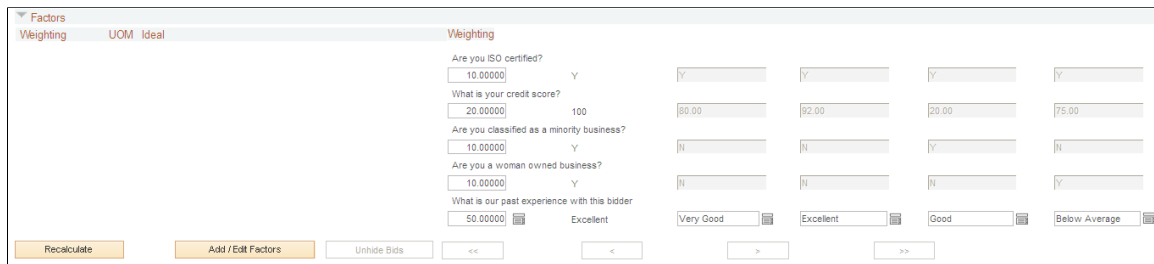 Factors
Weighting UOM Ideal Weighting
Are you ISO certified?
10.00000 Y Y Y Y Y
What is your credit score?
20.00000 100 80.00 92.00 20.00 75.00
Are you classified as a minority business?
10.00000 Y N N Y N
Are you a woman owned business?
10.00000 Y N N N Y
What is our past experience with this bidder
50.00000 Excellent Very Good Excellent Good Below Average
Recalculate Add / Edit Factors Unhide Bids << < > >>